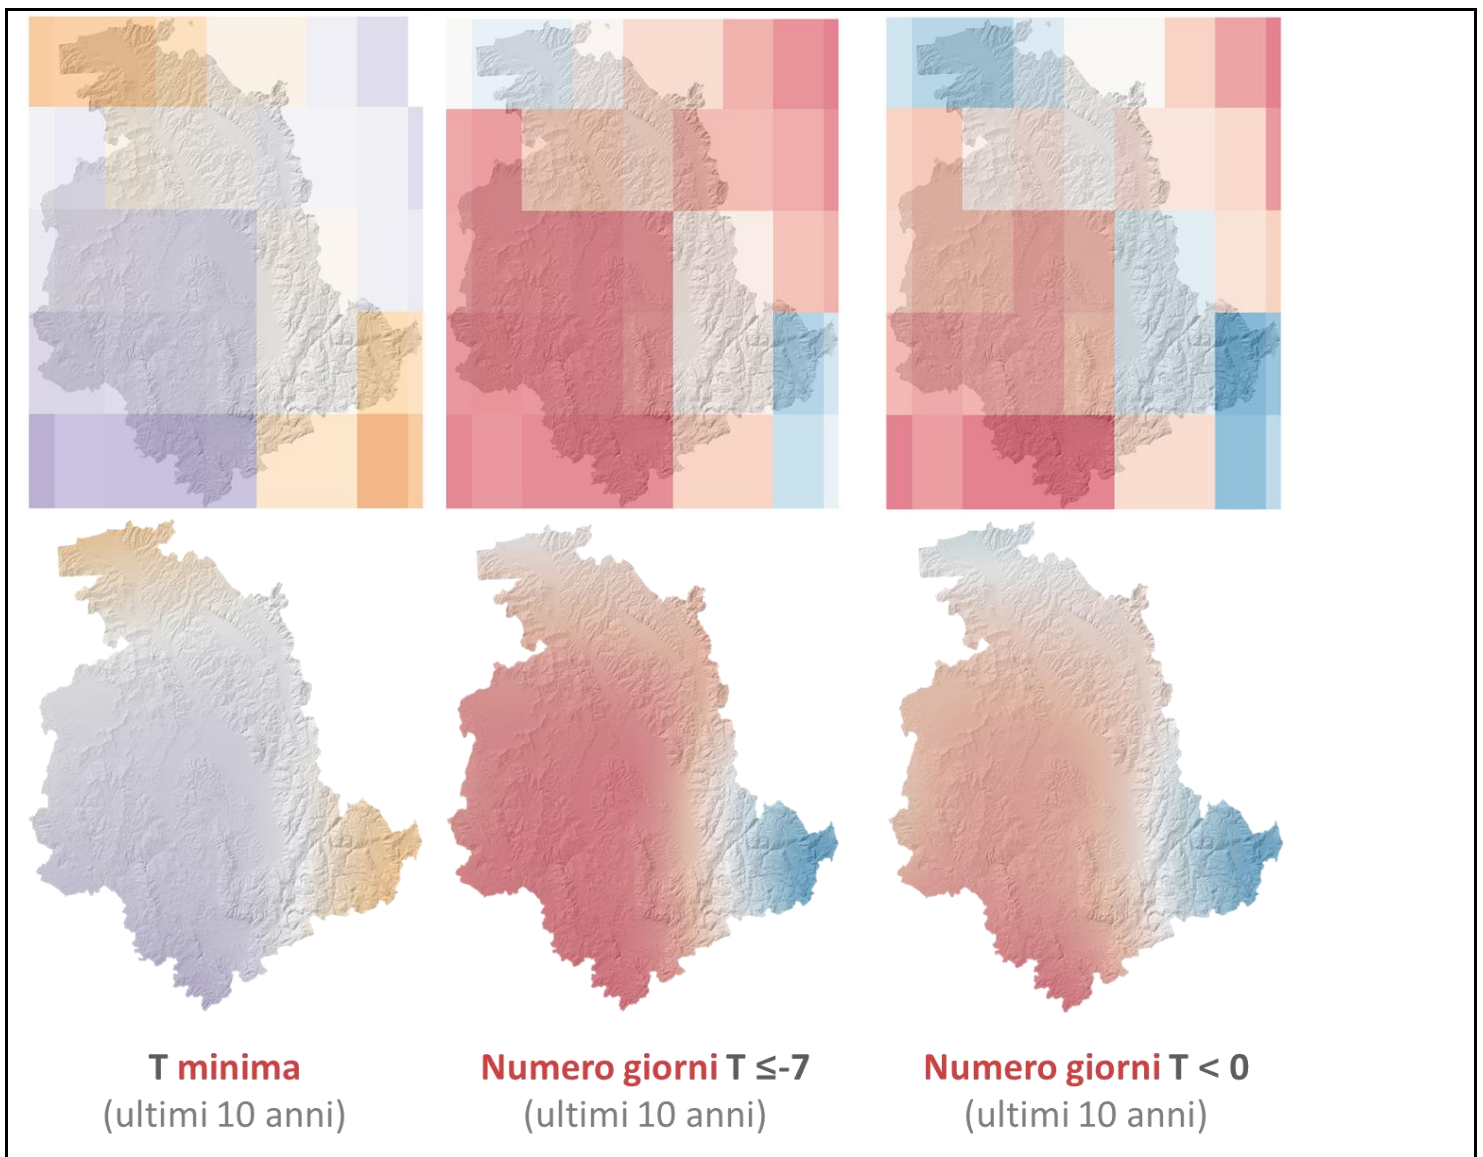 T minima
(ultimi 10 anni)
Numero giorni T ≤-7
(ultimi 10 anni)
Numero giorni T < 0
(ultimi 10 anni)